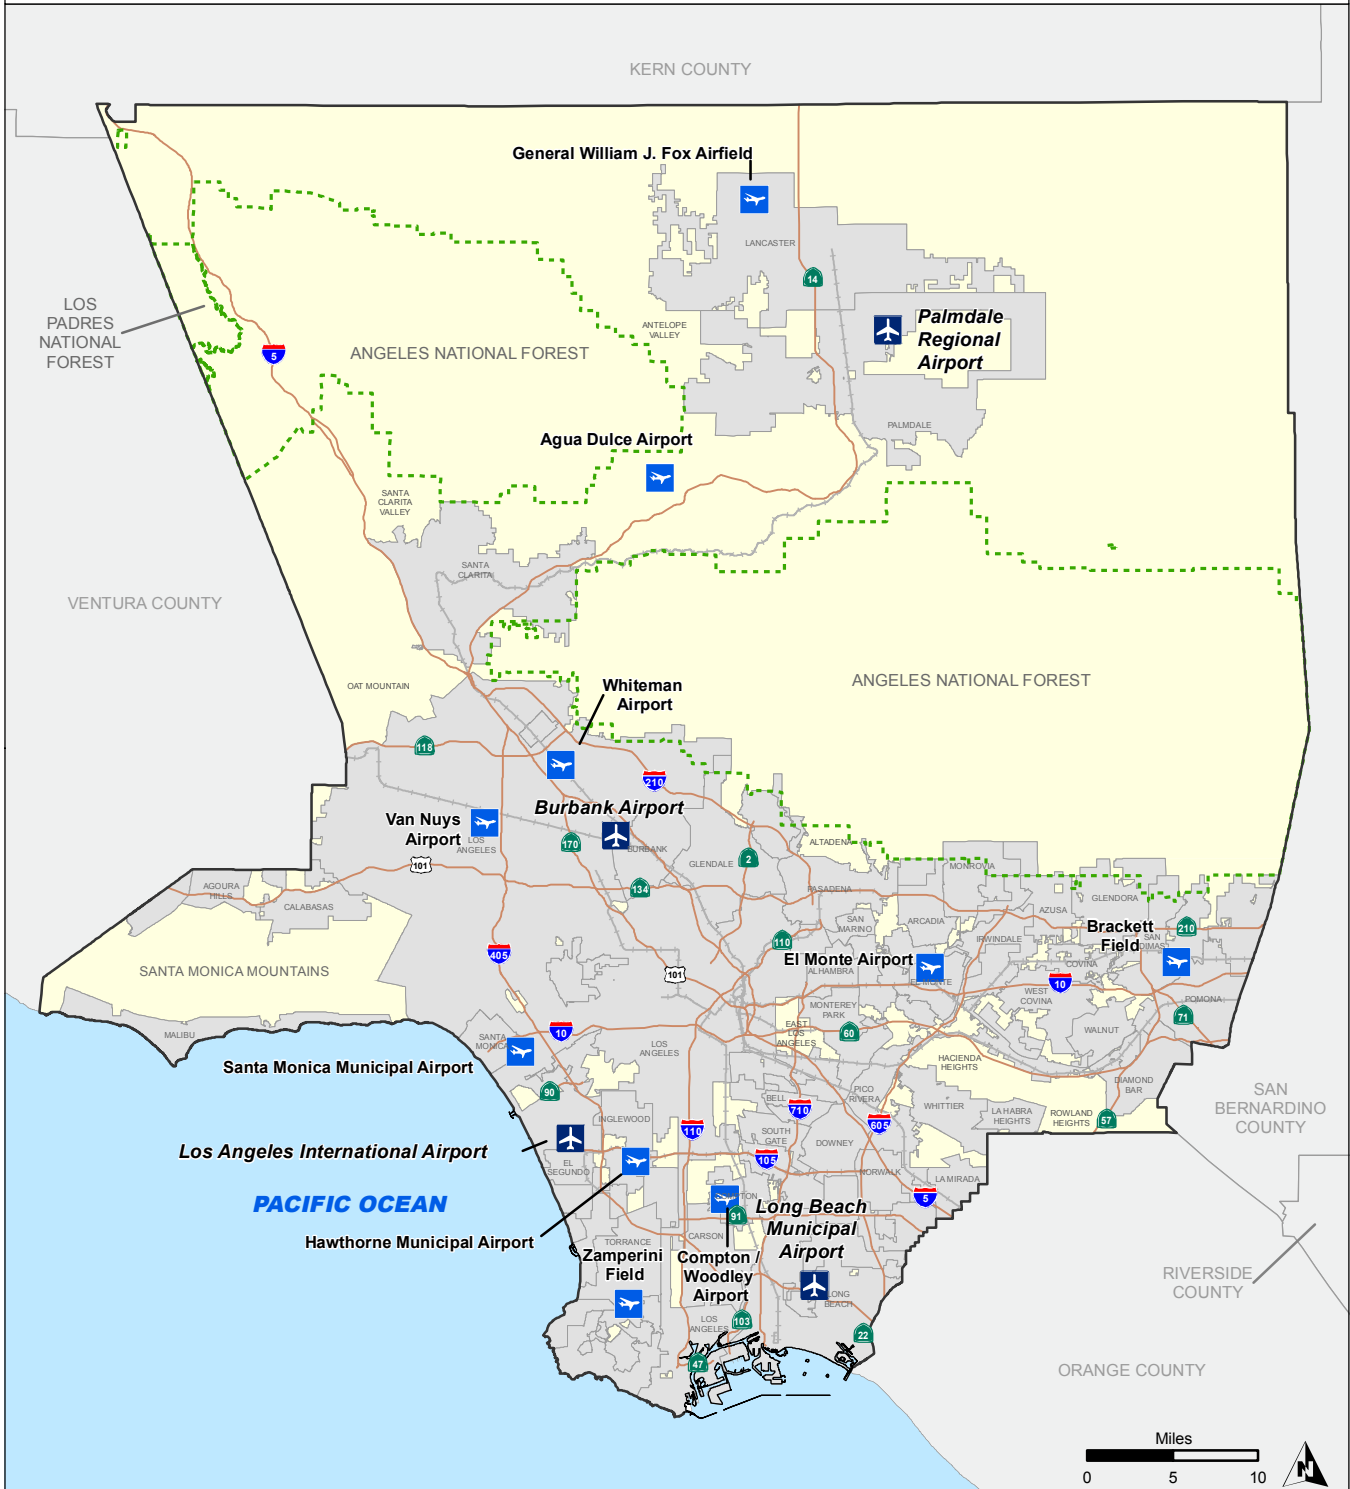 KERN COUNTY
General William J. Fox Airfield
LANCASTER
14
LOS
PADRES
NATIONAL
FOREST
ANTELOPE
VALLEY
Palmdale
Regional
Airport
5
ANGELES NATIONAL FOREST
PALMDALE
Agua Dulce Airport
SANTA
CLARITA
VALLEY
SANTA
CLARITA
VENTURA COUNTY
OAT MOUNTAIN
Whiteman
Airport
ANGELES NATIONAL FOREST
118
210
Burbank Airport
Van Nuys
Airport
LOS
ANGELES
170
BURBANK
GLENDALE
2
ALTADENA
MONROVIA
101
134
PASADENA
AGOURA
HILLS
CALABASAS
GLENDORA
AZUSA
SAN
MARINO
ARCADIA
Brackett
Field
210
110
IRWINDALE
SAN
DIMAS
405
El Monte Airport
COVINA
SANTA MONICA MOUNTAINS
101
ALHAMBRA
EL MONTE
10
WEST
COVINA
POMONA
MONTEREY
PARK
71
MALIBU
SANTA
MONICA
10
LOS
ANGELES
EAST
LOS
ANGELES
60
WALNUT
Santa Monica Municipal Airport
HACIENDA
HEIGHTS
90
PICO
RIVERA
DIAMOND
BAR
BELL
710
WHITTIER
LA HABRA
HEIGHTS
ROWLAND
HEIGHTS
57
SAN
BERNARDINO
COUNTY
INGLEWOOD
110
605
SOUTH
GATE
DOWNEY
Los Angeles International Airport
105
EL
SEGUNDO
NORWALK
LA MIRADA
5
PACIFIC OCEAN
91
Long Beach
Municipal
Airport
Hawthorne Municipal Airport
TORRANCE
CARSON
Zamperini
Field
Compton /
Woodley
Airport
RIVERSIDE
COUNTY
LONG
BEACH
LOS
ANGELES
103
22
47
ORANGE COUNTY
Miles
0 5 10
N